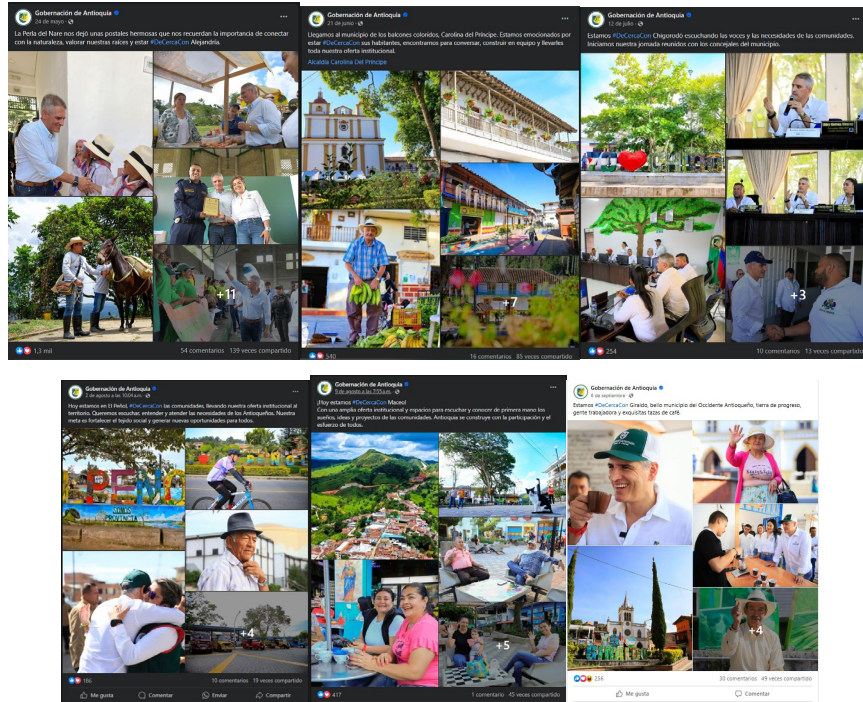 Gobernación de Antioquia
24 de mayo
La Perla del Nare nos dejó unas postales hermosas que nos recuerdan la importancia de conectar
con la naturaleza, valorar nuestras raíces y estar #DeCercaCon Alejandría.
+11
1,3 mil
54 comentarios 139 veces compartido
Gobernación de Antioquia
21 de junio
Llegamos al municipio de los balcones coloridos, Carolina del Príncipe. Estamos emocionados por
estar #DeCercaCon sus habitantes, encontrarnos para conversar, construir en equipo y llevarles
toda nuestra oferta institucional.
Alcaldía Carolina Del Príncipe
+7
540
16 comentarios 85 veces compartido
Gobernación de Antioquia
12 de julio
Estamos #DeCercaCon Chigorodó escuchando las voces y las necesidades de las comunidades.
Iniciamos nuestra jornada reunidos con los concejales del municipio.
+3
254
10 comentarios 13 veces compartido
Gobernación de Antioquia
2 de agosto a las 10:04 a.m.
Hoy estamos en El Peñol, #DeCercaCon las comunidades, llevando nuestra oferta institucional al
territorio. Queremos escuchar, entender y atender las necesidades de los Antioqueños. Nuestra
meta es fortalecer el tejido social y generar nuevas oportunidades para todos.
+4
186
10 comentarios 19 veces compartido
Me gusta Comentar Enviar Compartir
Gobernación de Antioquia
9 de agosto a las 7:55 a.m.
¡Hoy estamos #DeCercaCon Maceo!
Con una amplia oferta institucional y espacios para escuchar y conocer de primera mano los
sueños, ideas y proyectos de las comunidades. Antioquia se construye con la participación y el
esfuerzo de todos.
+5
417
1 comentario 45 veces compartido
Gobernación de Antioquia
6 de septiembre
Estamos #DeCercaCon Giraldo, bello municipio del Occidente Antioqueño, tierra de progreso,
gente trabajadora y exquisitas tazas de café.
+4
256
30 comentarios 49 veces compartido
Me gusta Comentar